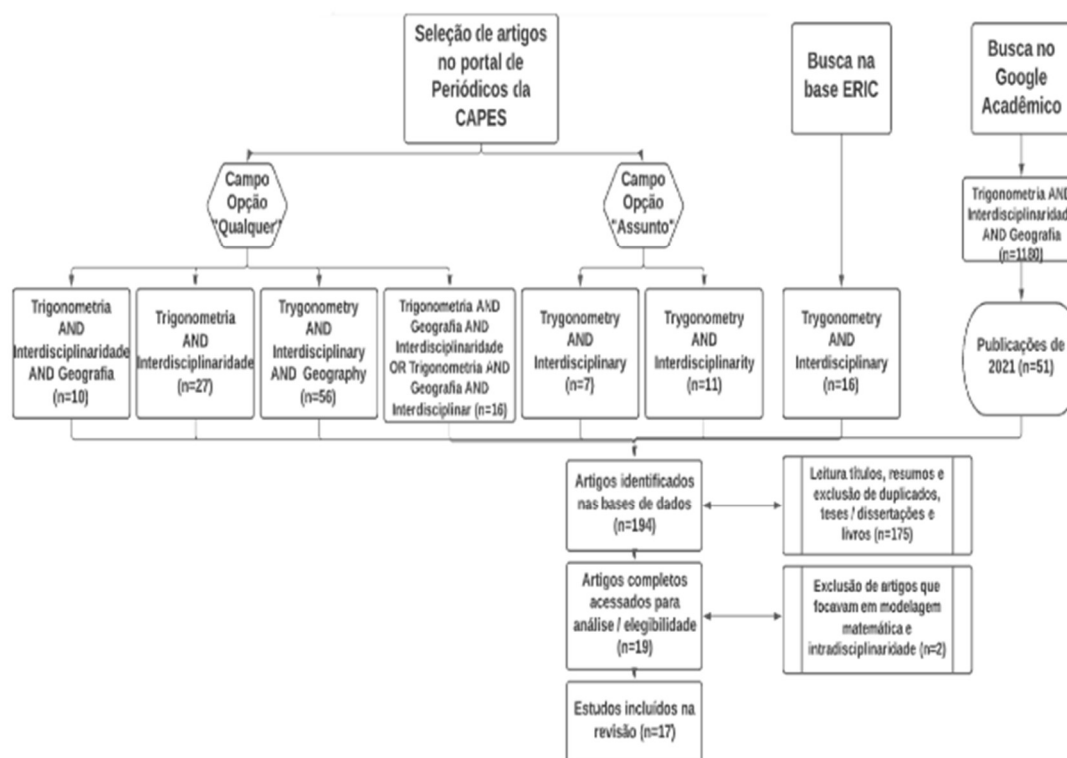 Seleção de artigos
no portal de
Periódicos da
CAPES
Busca na
base ERIC
Busca no
Google
Acadêmico
Campo
Opção
"Qualquer"
Campo
Opção
"Assunto"
Trigonometria AND
Interdisciplinaridade
AND Geografia
(n=1180)
Trigonometria
AND
Interdisciplinaridade
AND Geografia
(n=10)
Trigonometria
AND
Interdisciplinaridade
(n=27)
Trygonometry
AND
Interdisciplinary
AND Geography
(n=56)
Trigonometria AND
Geografia AND
Interdisciplinaridade
OR Trigonometria AND
Geografia AND
Interdisciplinar (n=16)
Trygonometry
AND
Interdisciplinary
(n=7)
Trygonometry
AND
Interdisciplinarity
(n=11)
Trygonometry
AND
Interdisciplinary
(n=16)
Publicações de
2021 (n=51)
Artigos identificados
nas bases de dados
(n=194)
Leitura títulos, resumos e
exclusão de duplicados,
teses / dissertações e
livros (n=175)
Artigos completos
acessados para
análise / elegibilidade
(n=19)
Exclusão de artigos que
focavam em modelagem
matemática e
intradisciplinaridade (n=2)
Estudos incluídos na
revisão (n=17)